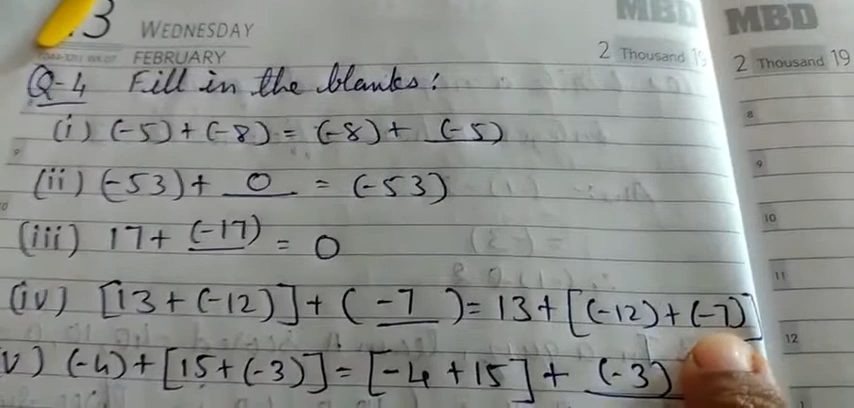 3 WEDNESDAY
FEBRUARY
2 Thousand 19
MBD
MBD
2 Thousand 19
Q-4 Fill in the blanks:
(i) (-5) + (-8) = (-8) + (-5)
(ii) (-53) + 0 = (-53)
(iii) 17 + (-17) = 0
(iv) [13 + (-12)] + (-7) = 13 + [(-12) + (-7)]
v) (-4) + [15 + (-3)] = [-4 + 15] + (-3)
8
9
10
11
12